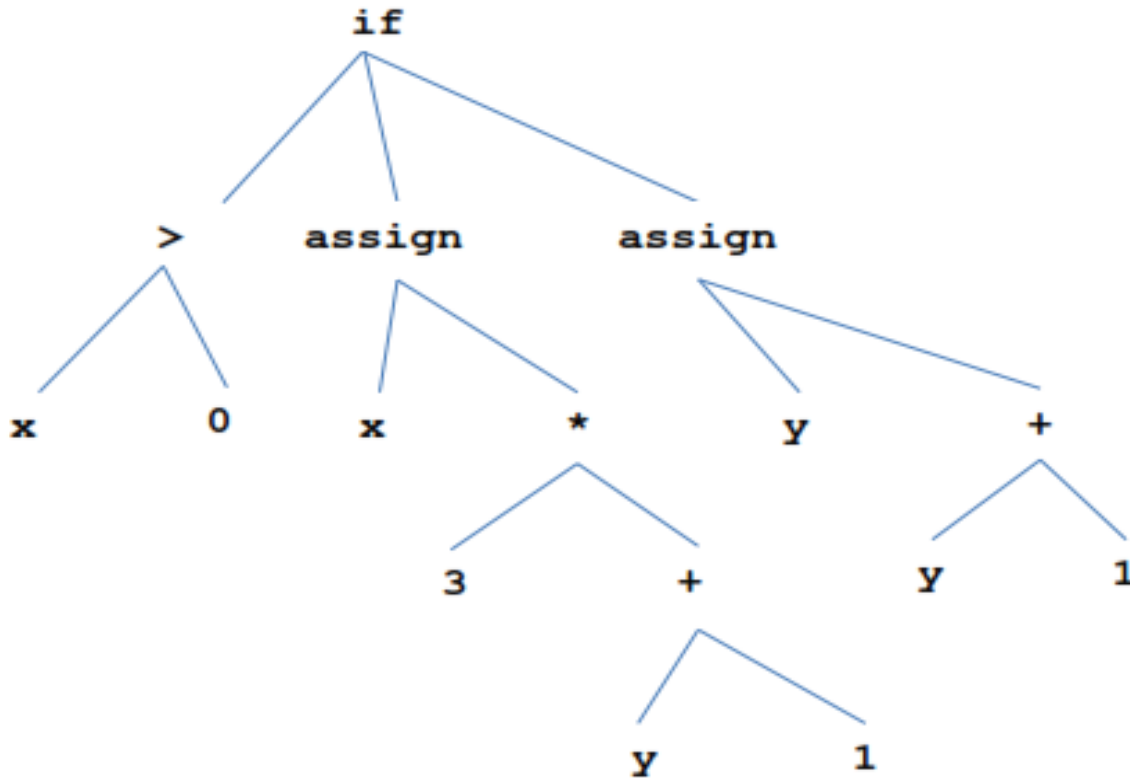 if
> assign assign
x 0 x * y +
3 + y 1
y 1